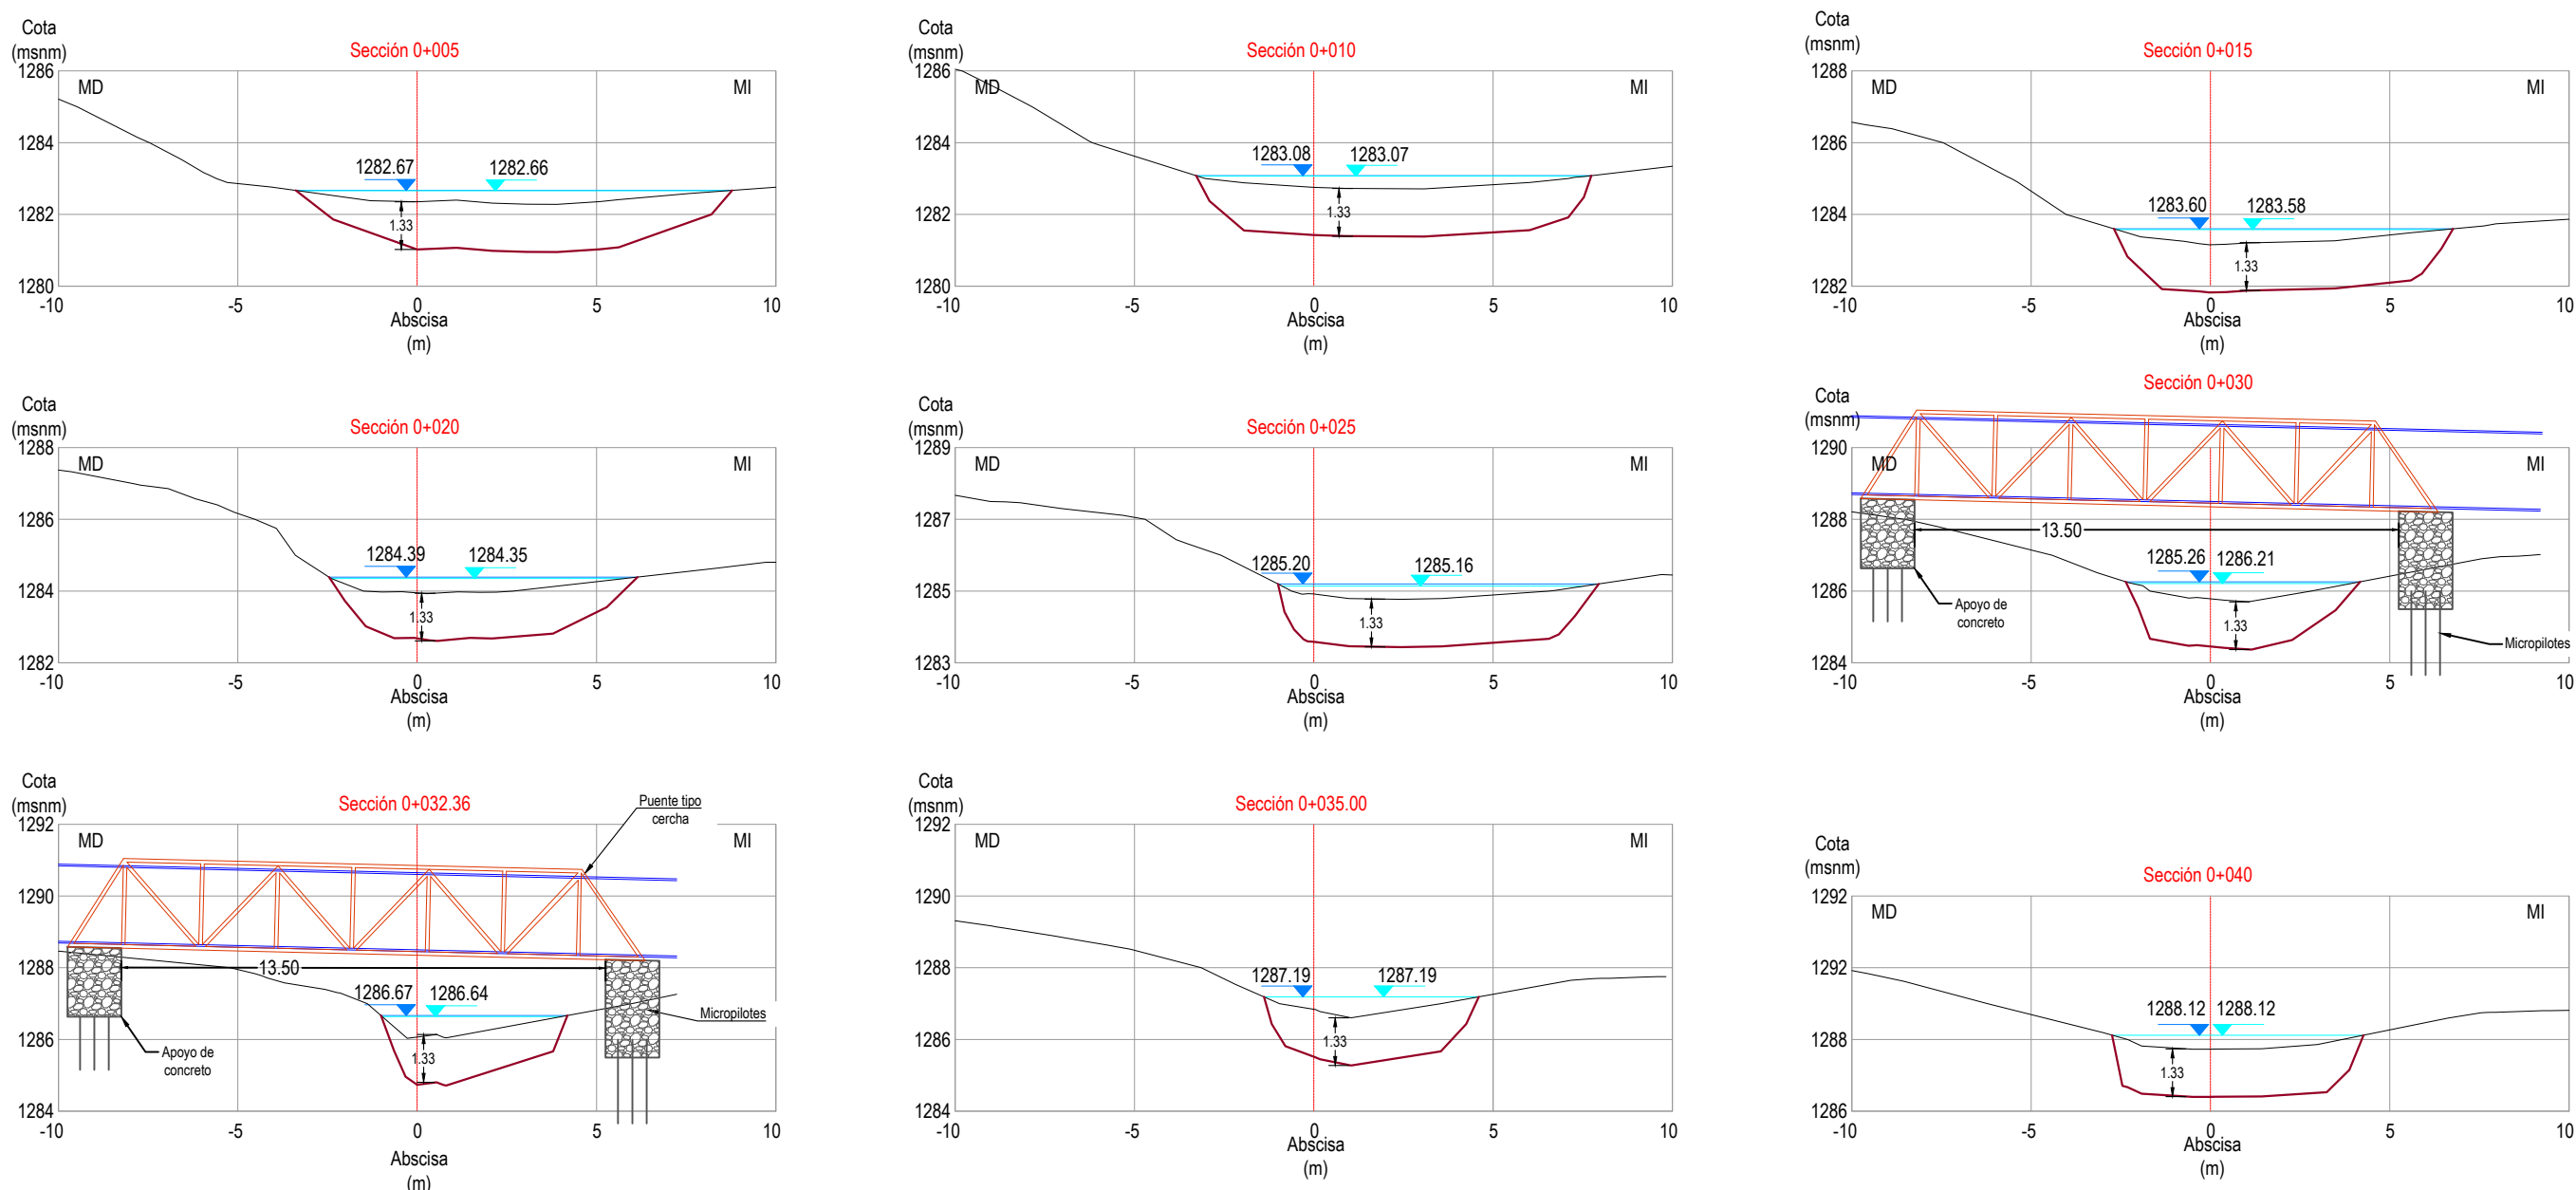 Cota
(msnm)
Sección 0+005
1286
MD
MI
1284
1282.67
1282.66
1282
1.33
1280
-10
-5
0
5
10
Abscisa
(m)
Cota
(msnm)
Sección 0+010
1286
MD
MI
1284
1283.08
1283.07
1282
1.33
1280
-10
-5
0
5
10
Abscisa
(m)
Cota
(msnm)
Sección 0+015
1288
MD
MI
1286
1284
1283.60
1283.58
1.33
1282
-10
-5
0
5
10
Abscisa
(m)
Cota
(msnm)
Sección 0+020
1288
MD
MI
1286
1284.39
1284.35
1284
1.33
1282
-10
-5
0
5
10
Abscisa
(m)
Cota
(msnm)
Sección 0+025
1289
MD
MI
1287
1285.20
1285.16
1285
1.33
1283
-10
-5
0
5
10
Abscisa
(m)
Sección 0+030
Cota
(msnm)
1290
MD
MI
1288
13.50
1285.26
1286.21
1286
Apoyo de
concreto
1.33
Micropilotes
1284
-10
-5
0
5
10
Abscisa
(m)
Cota
(msnm)
Sección 0+032.36
Puente tipo
cercha
1292
MD
MI
1290
1288
13.50
1286.67
1286.64
Micropilotes
1286
1.33
Apoyo de
concreto
1284
-10
-5
0
5
10
Abscisa
(m)
Cota
(msnm)
Sección 0+035.00
1292
MD
MI
1290
1288
1287.19
1287.19
1286
1.33
1284
-10
-5
0
5
10
Abscisa
(m)
Cota
(msnm)
Sección 0+040
1292
MD
MI
1292
1288.12
1288.12
1288
1.33
1286
-10
-5
0
5
10
Abscisa
(m)